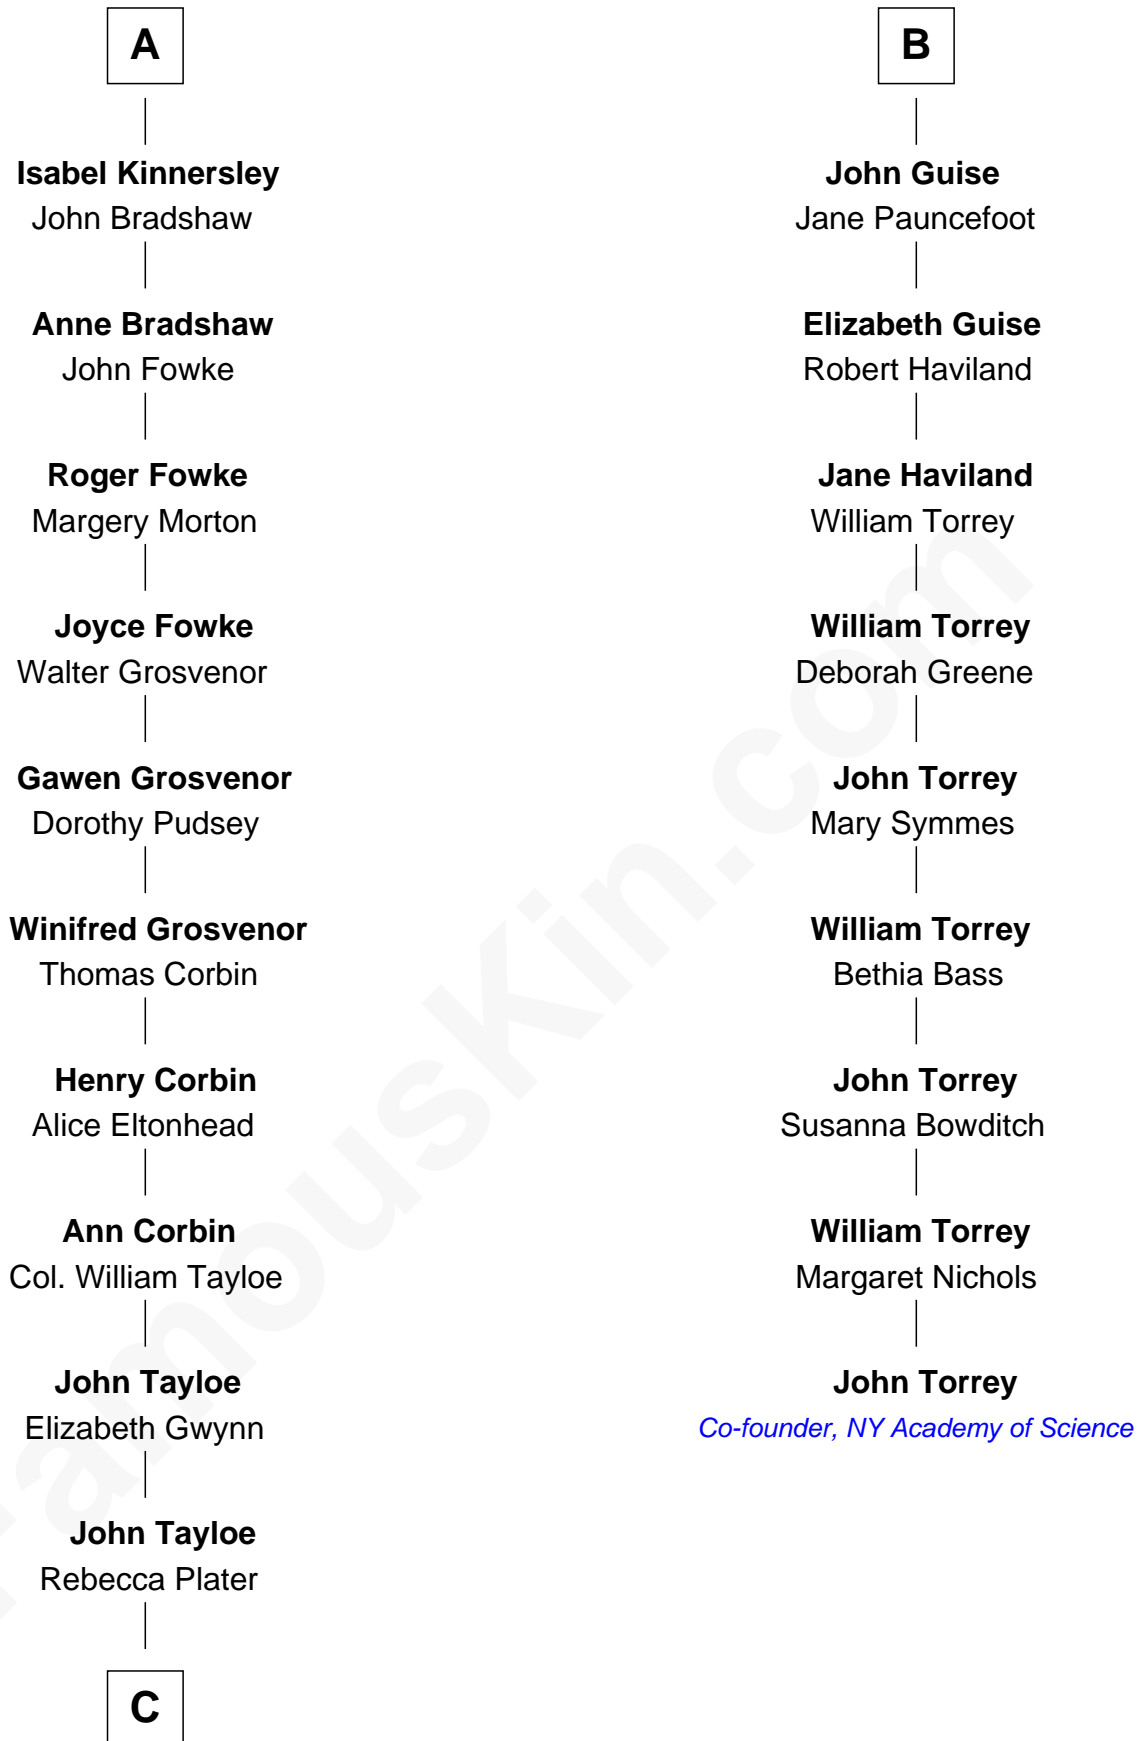 A
Isabel Kinnersley
John Bradshaw
Anne Bradshaw
John Fowke
Roger Fowke
Margery Morton
Joyce Fowke
Walter Grosvenor
Gawen Grosvenor
Dorothy Pudsey
Winifred Grosvenor
Thomas Corbin
Henry Corbin
Alice Eltonhead
Ann Corbin
Col. William Tayloe
John Tayloe
Elizabeth Gwynn
John Tayloe
Rebecca Plater
C
B
John Guise
Jane Pauncefoot
Elizabeth Guise
Robert Haviland
Jane Haviland
William Torrey
William Torrey
Deborah Greene
John Torrey
Mary Symmes
William Torrey
Bethia Bass
John Torrey
Susanna Bowditch
William Torrey
Margaret Nichols
John Torrey
Co-founder, NY Academy of Science
FamousKin.com